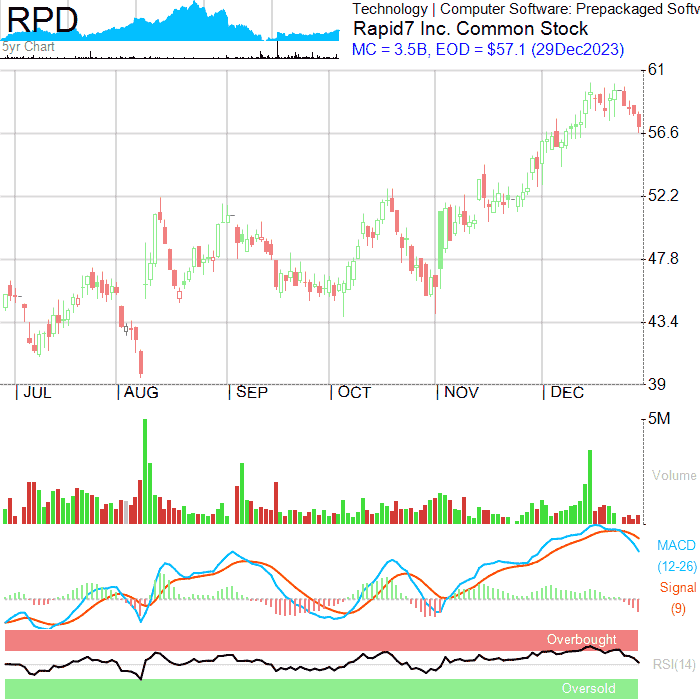 RPD
5yr Chart
Technology | Computer Software: Prepackaged Softw
Rapid7 Inc. Common Stock
MC = 3.5B, EOD = $57.1 (29Dec2023)
61
56.6
52.2
47.8
43.4
39
JUL AUG SEP OCT NOV DEC
5M
Volume
MACD
(12-26)
Signal
(9)
Overbought
RSI(14)
Oversold